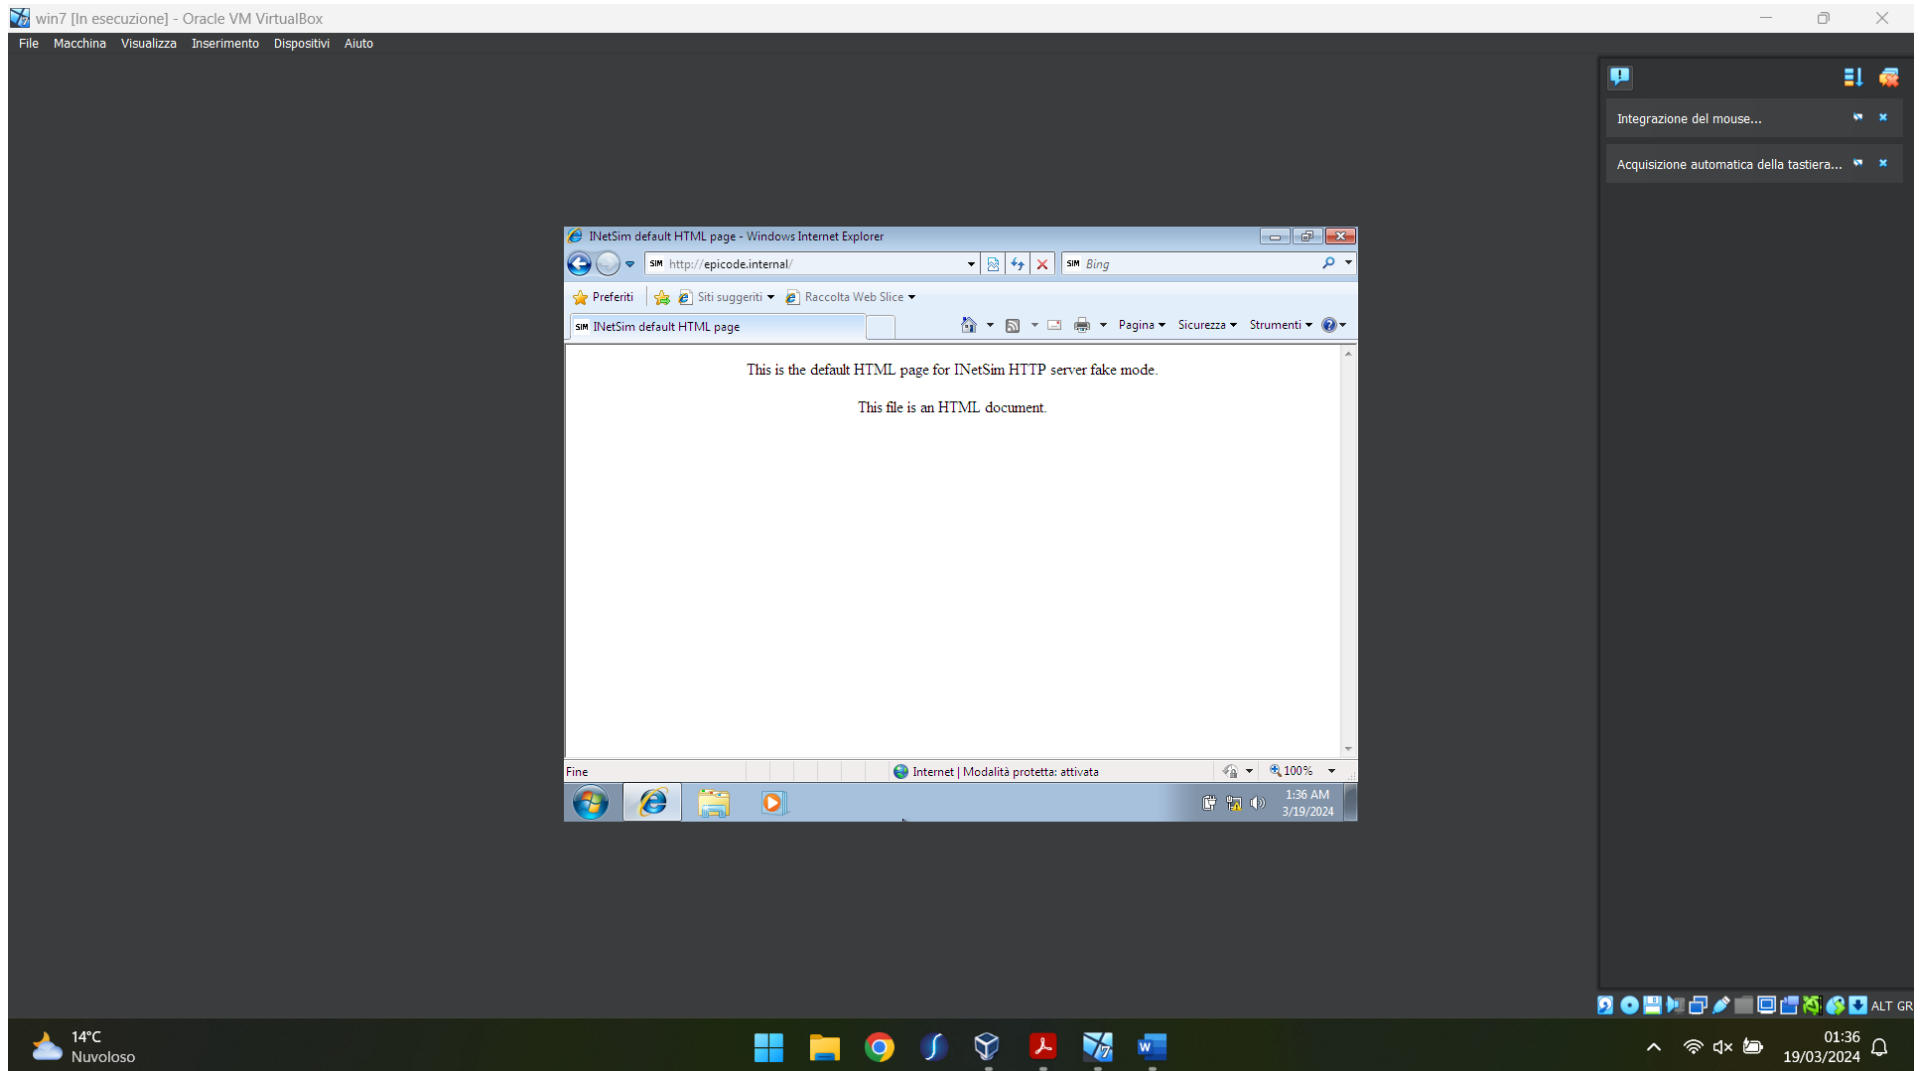 win7 [In esecuzione] - Oracle VM VirtualBox
File Macchina Visualizza Inserimento Dispositivi Aiuto
Integrazione del mouse...
Acquisizione automatica della tastiera...
INetSim default HTML page - Windows Internet Explorer
SIM http://epicode.internal/ SIM Bing
Preferiti Siti suggeriti Raccolta Web Slice
SIM INetSim default HTML page Pagina Sicurezza Strumenti
This is the default HTML page for INetSim HTTP server fake mode.
This file is an HTML document.
Fine Internet | Modalità protetta: attivata 100%
1:36 AM
3/19/2024
ALT GR
14°C
Nuvoloso
W
01:36
19/03/2024